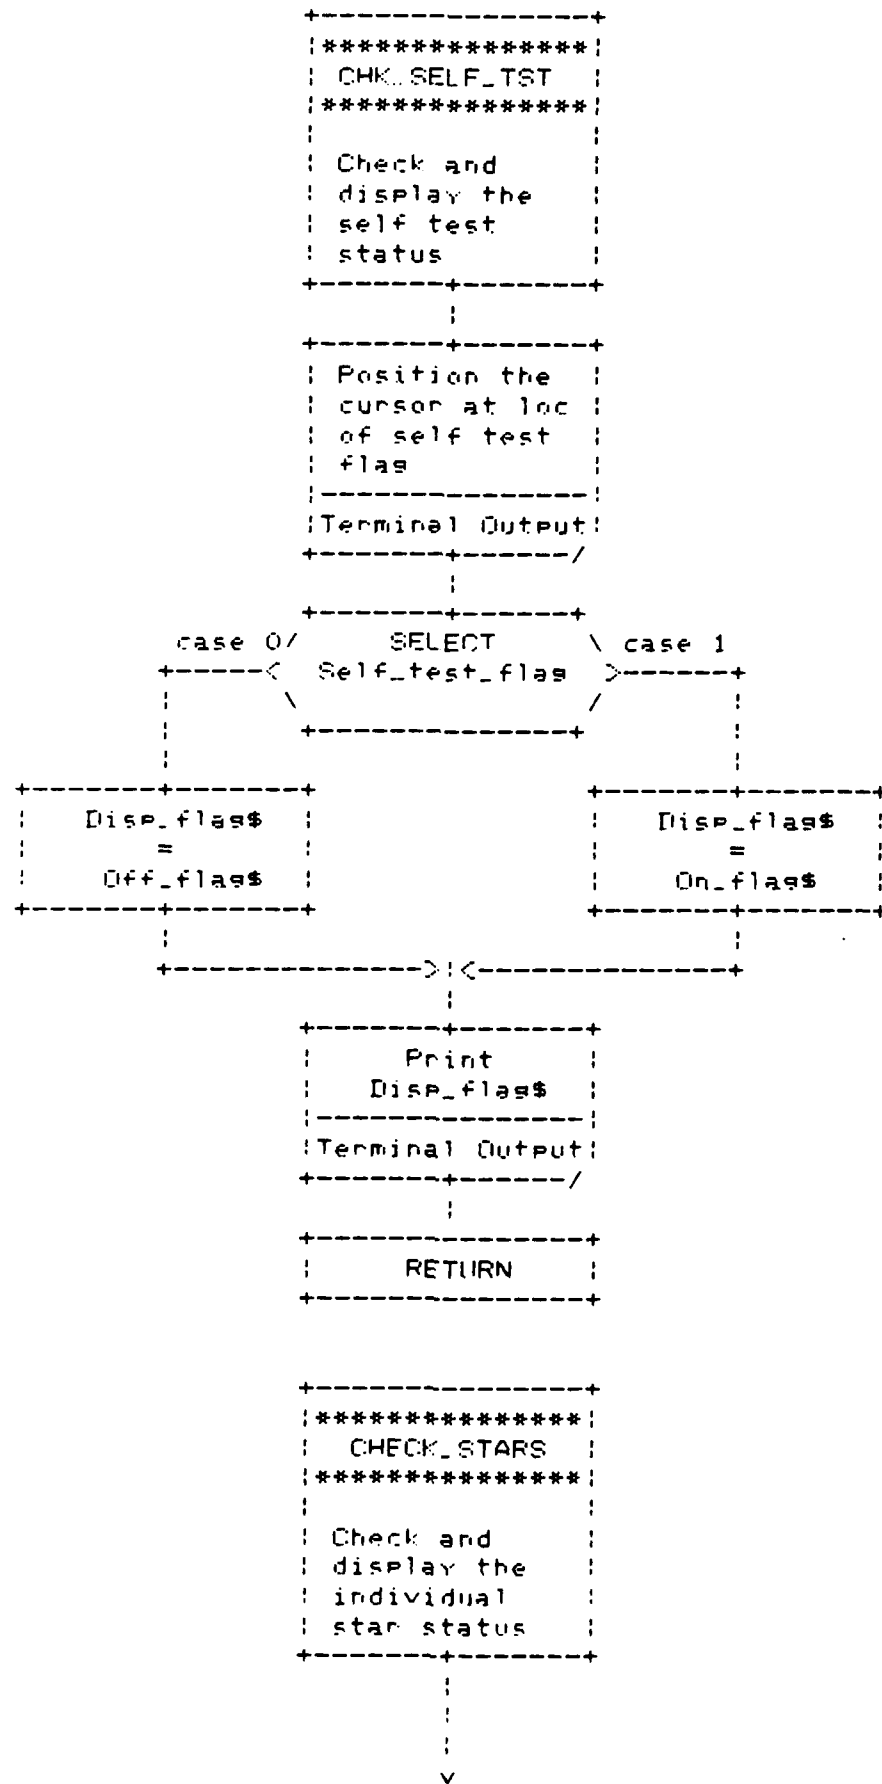 ***************
CHK_SELF_TST
***************
Check and
display the
self test
status
Position the
cursor at loc
of self test
flag
Terminal Output
case 0 SELECT case 1
Self_test_flag
Disp_flag$ Disp_flag$
= =
Off_flag$ On_flag$
Print
Disp_flag$
Terminal Output
RETURN
***************
CHECK_STARS
***************
Check and
display the
individual
star status